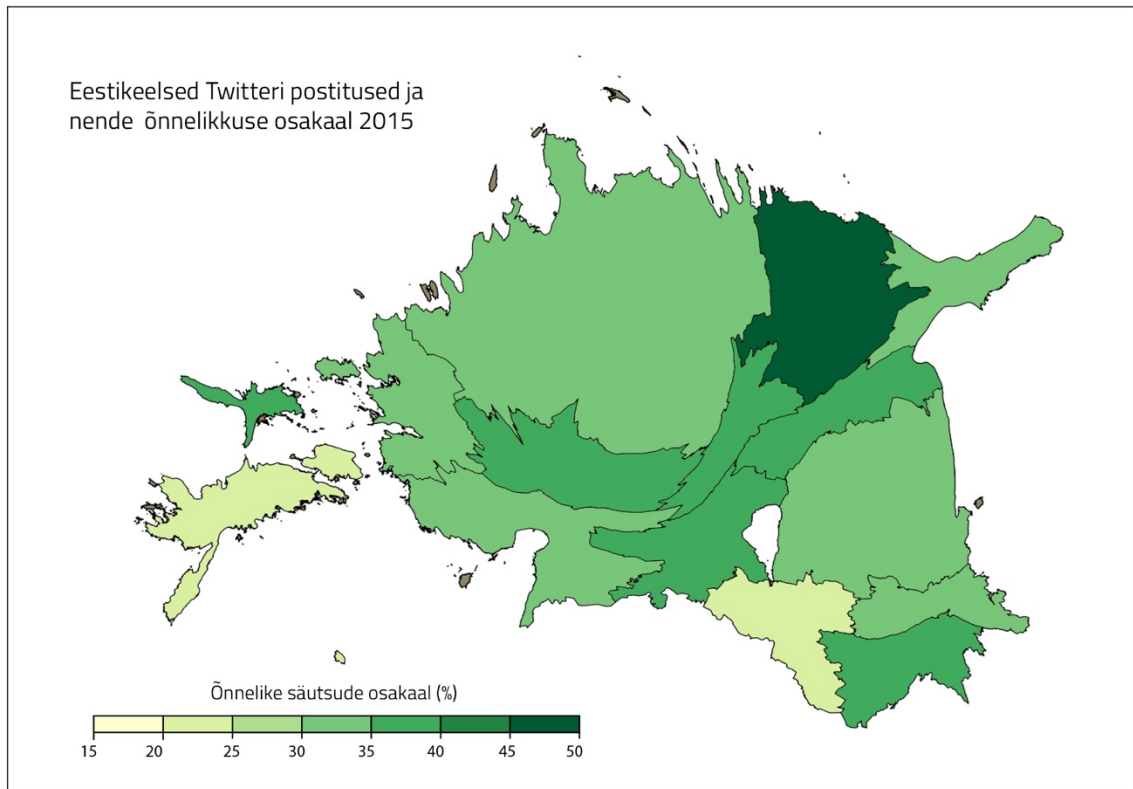 Eestikeelsed Twitteri postitused ja
nende õnnelikkuse osakaal 2015
Õnnelike säutsude osakaal (%)
15 20 25 30 35 40 45 50